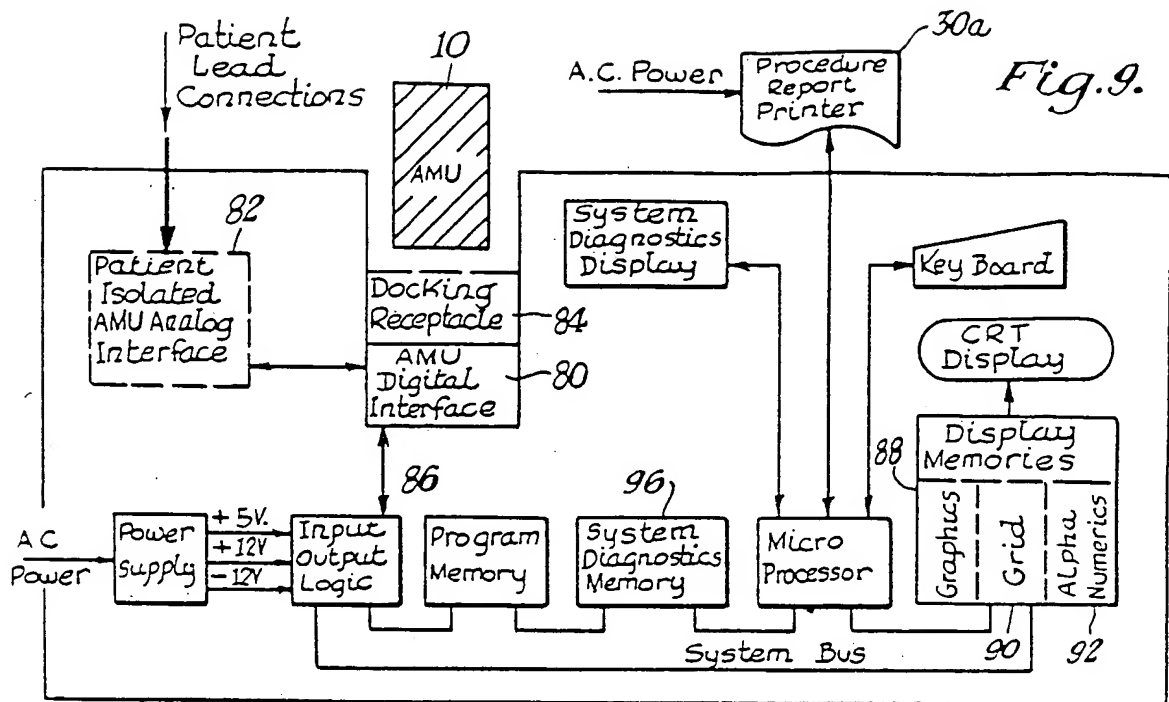 Patient
Lead
Connections
10
AMU
A.C. Power
Procedure
Report
Printer
30a
Fig. 9.
82
Patient
Isolated
AMU Analog
Interface
Docking
Receptacle
84
AMU
Digital
Interface
80
System
Diagnostics
Display
Key Board
CRT
Display
Display
Memories
88
Graphics
Grid
Alpha
Numerics
90
92
86
96
A C
Power
Power
Supply
+ 5V.
+ 12V
- 12V
Input
Output
Logic
Program
Memory
System
Diagnostics
Memory
Micro
Processor
System Bus